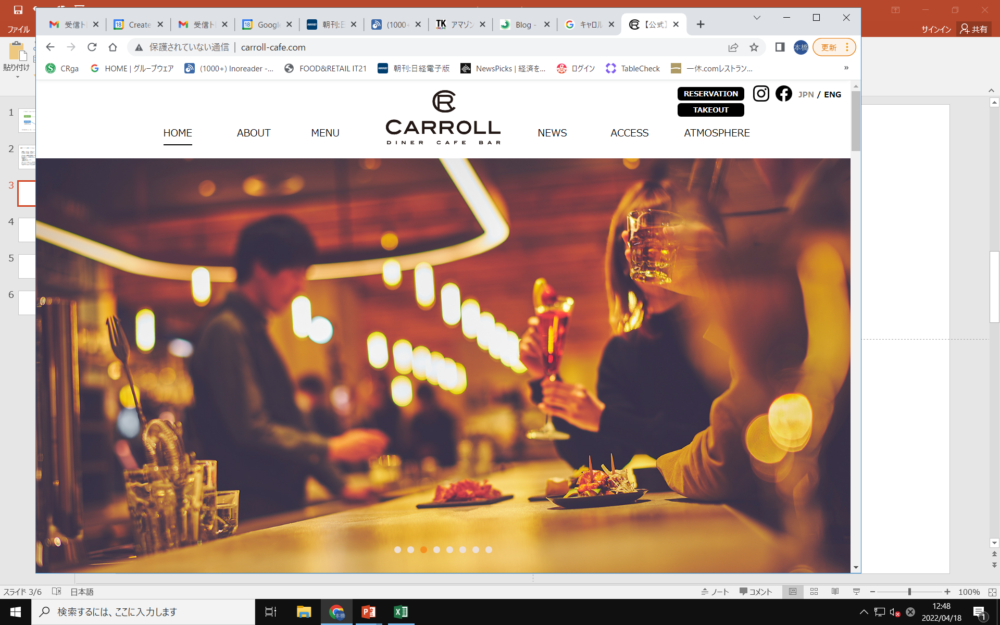 ファイル
サインイン
共有
貼り付け
受信ト
Create
受信ト
Google
朝刊:日
(1000+
アマゾン
Blog -
キャロル
【公式】
保護されていない通信
carroll-cafe.com
本橋
更新
CRga
HOME | グループウェア
(1000+) Inoreader -...
FOOD&RETAIL IT21
朝刊:日経電子版
NewsPicks | 経済を...
ログイン
TableCheck
一休.comレストラン...
»
RESERVATION
TAKEOUT
JPN / ENG
HOME
ABOUT
MENU
CARROLL
DINER CAFE BAR
NEWS
ACCESS
ATMOSPHERE
1
2
3
4
5
6
スライド 3/6
日本語
ノート
コメント
100%
検索するには、ここに入力します
12:48
2022/04/18
1